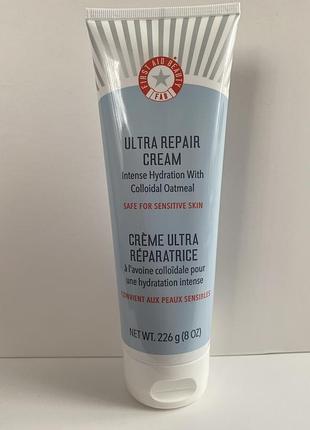 FIRST AID BEAUTY
FAB
ULTRA REPAIR
CREAM
Intense Hydration With
Colloidal Oatmeal
SAFE FOR SENSITIVE SKIN
CRÈME ULTRA
RÉPARATRICE
à l'avoine colloïdale pour
une hydratation intense
CONVIENT AUX PEAUX SENSIBLES
NET WT. 226 g (8 OZ)